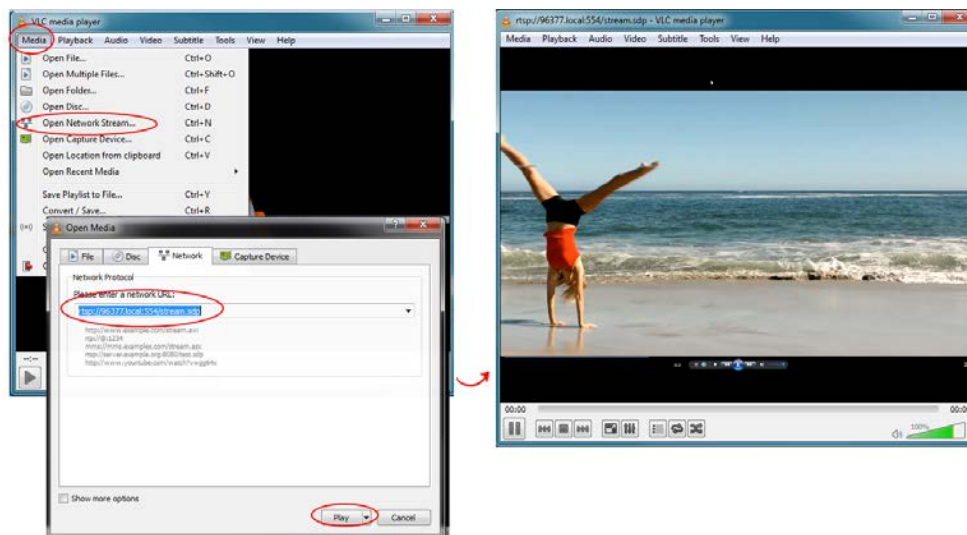 VLC media player
Media Playback Audio Video Subtitle Tools View Help
Open File... Ctrl+O
Open Multiple Files... Ctrl+Shift+O
Open Folder... Ctrl+F
Open Disc... Ctrl+D
Open Network Stream... Ctrl+N
Open Capture Device... Ctrl+C
Open Location from clipboard Ctrl+V
Open Recent Media
Save Playlist to File... Ctrl+Y
Convert / Save... Ctrl+R
S
Open Media
File Disc Network Capture Device
Network Protocol
Please enter a network URL:
rtsp://96377.local:554/stream.sdp
http://www.example.com/stream.avi
rtp://@:1234
mms://mms.examples.com/stream.asx
rtsp://server.example.org:8080/test.sdp
--:--
Show more options
Play Cancel
rtsp://96377.local:554/stream.sdp - VLC media player
Media Playback Audio Video Subtitle Tools View Help
00:00
100%